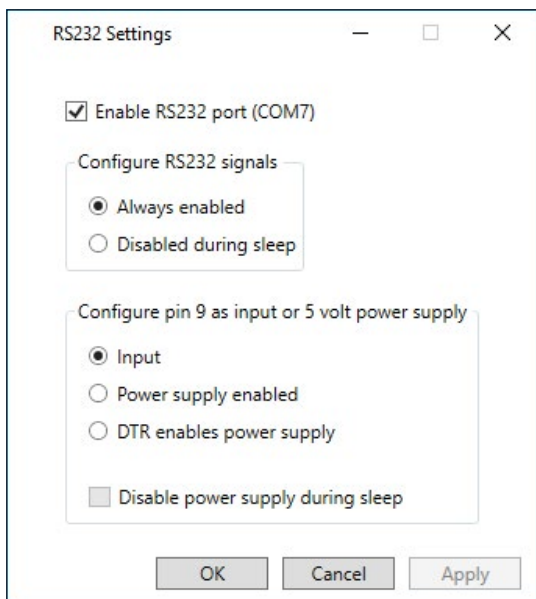 RS232 Settings
Enable RS232 port (COM7)
Configure RS232 signals
Always enabled
Disabled during sleep
Configure pin 9 as input or 5 volt power supply
Input
Power supply enabled
DTR enables power supply
Disable power supply during sleep
OK Cancel Apply